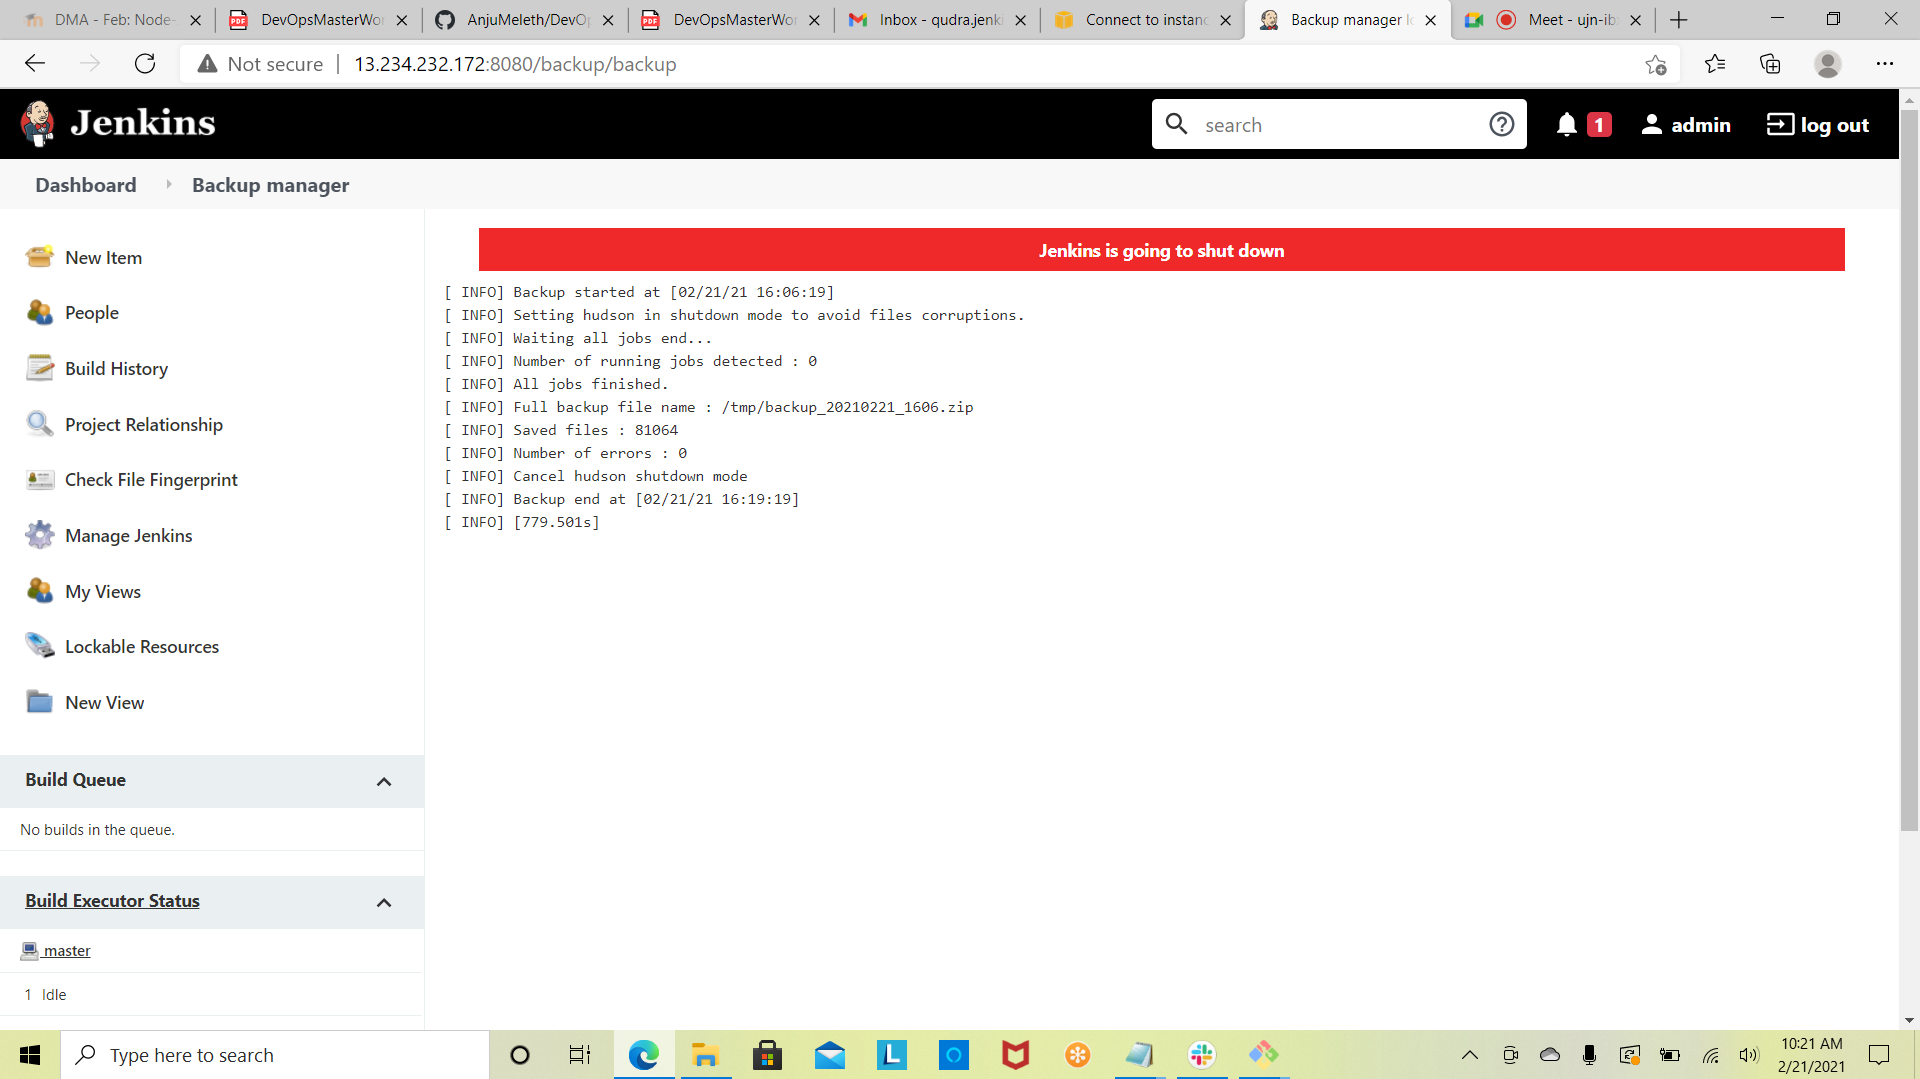 DMA - Feb: Node-
DevOpsMasterWor
AnjuMeleth/DevOp
DevOpsMasterWor
Inbox - qudra.jenki
Connect to instanc
Backup manager lo
Meet - ujn-ib
Not secure | 13.234.232.172:8080/backup/backup
Jenkins
search
1
admin
log out
Dashboard
Backup manager
New Item
People
Build History
Project Relationship
Check File Fingerprint
Manage Jenkins
My Views
Lockable Resources
New View
Build Queue
No builds in the queue.
Build Executor Status
master
1 Idle
Jenkins is going to shut down
[ INFO] Backup started at [02/21/21 16:06:19]
[ INFO] Setting hudson in shutdown mode to avoid files corruptions.
[ INFO] Waiting all jobs end...
[ INFO] Number of running jobs detected : 0
[ INFO] All jobs finished.
[ INFO] Full backup file name : /tmp/backup_20210221_1606.zip
[ INFO] Saved files : 81064
[ INFO] Number of errors : 0
[ INFO] Cancel hudson shutdown mode
[ INFO] Backup end at [02/21/21 16:19:19]
[ INFO] [779.501s]
Type here to search
L
10:21 AM
2/21/2021